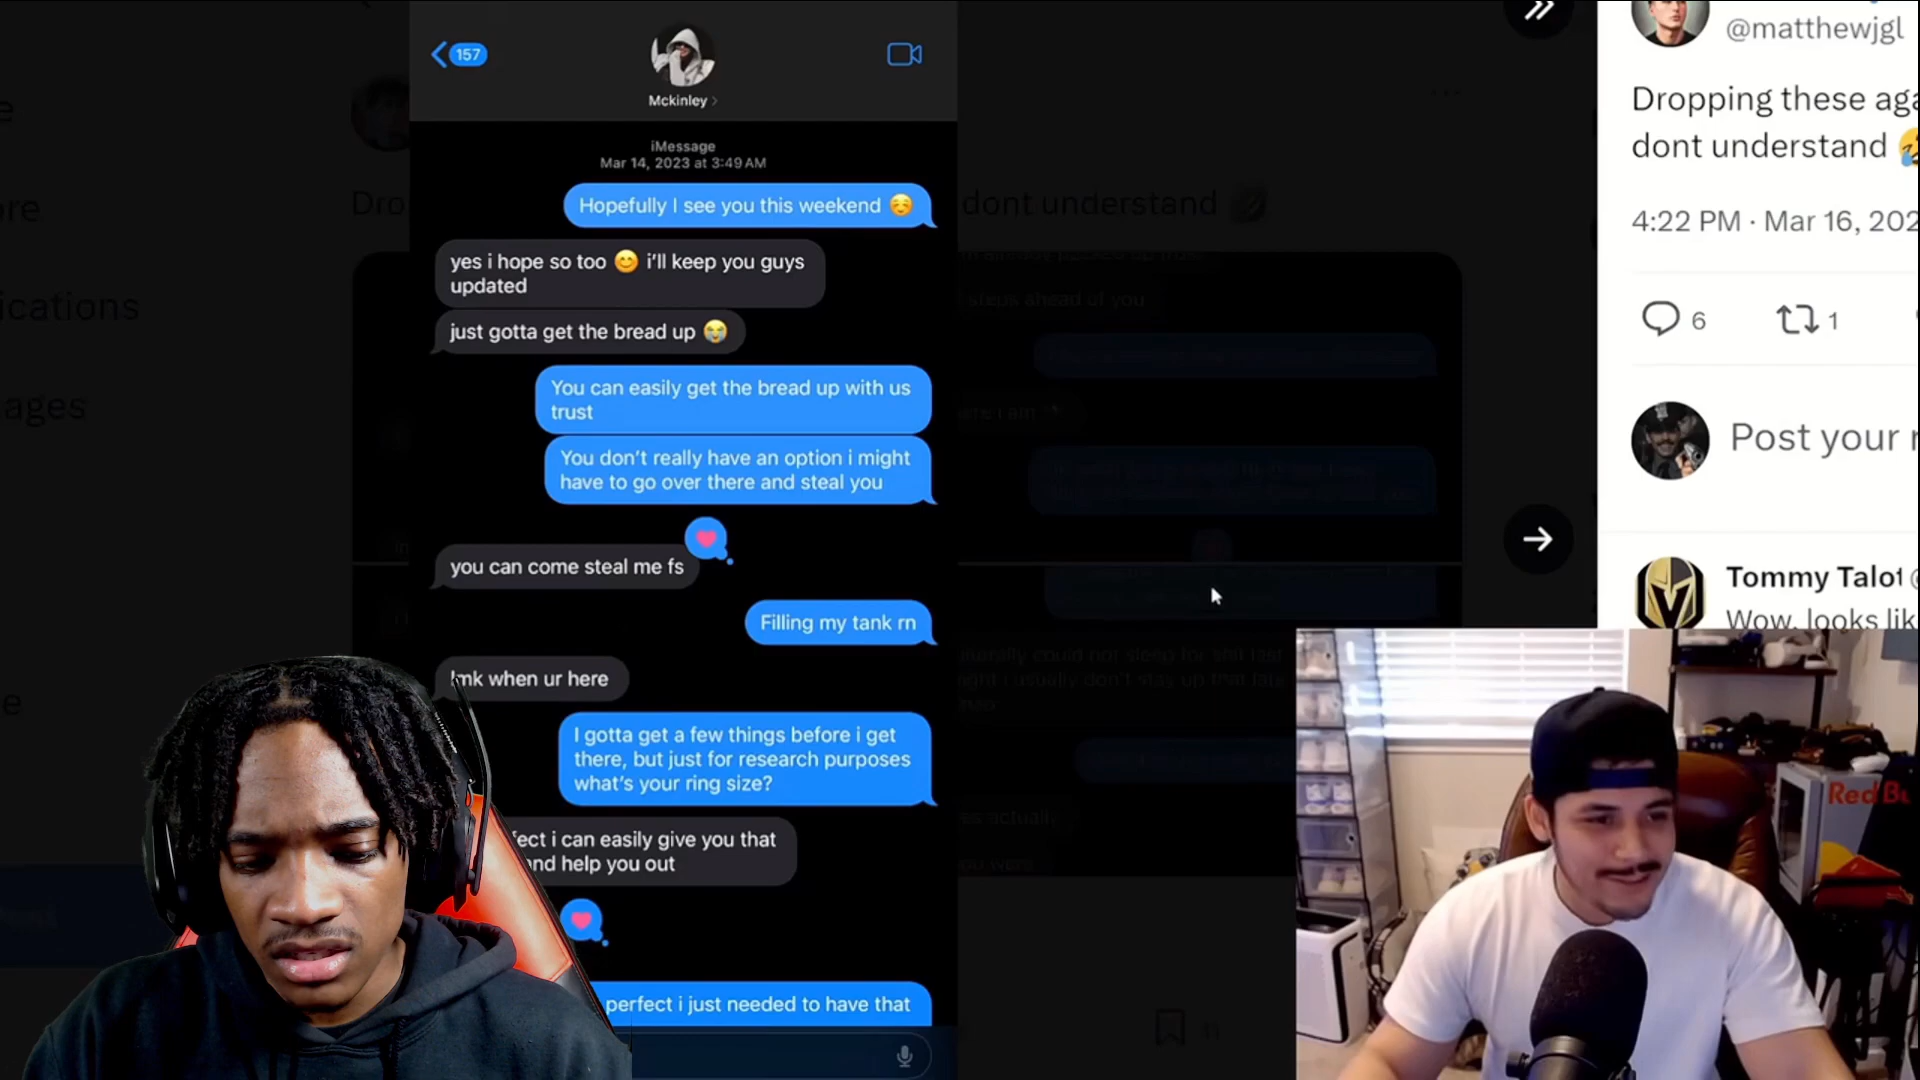 157
Mckinley
iMessage
Mar 14, 2023 at 3:49 AM
Hopefully I see you this weekend ☺️
yes i hope so too 😊 i'll keep you guys
updated
just gotta get the bread up 😭
You can easily get the bread up with us
trust
You don't really have an option i might
have to go over there and steal you
you can come steal me fs
Filling my tank rn
lmk when ur here
I gotta get a few things before i get
there, but just for research purposes
what's your ring size?
i can easily give you that
help you out
perfect i just needed to have that
dont understand
steps ahead of you
@matthewjgl
Dropping these
dont understand 🤣
4:22 PM · Mar 16,
6
1
Post your
Tommy
Wow, looks
Red